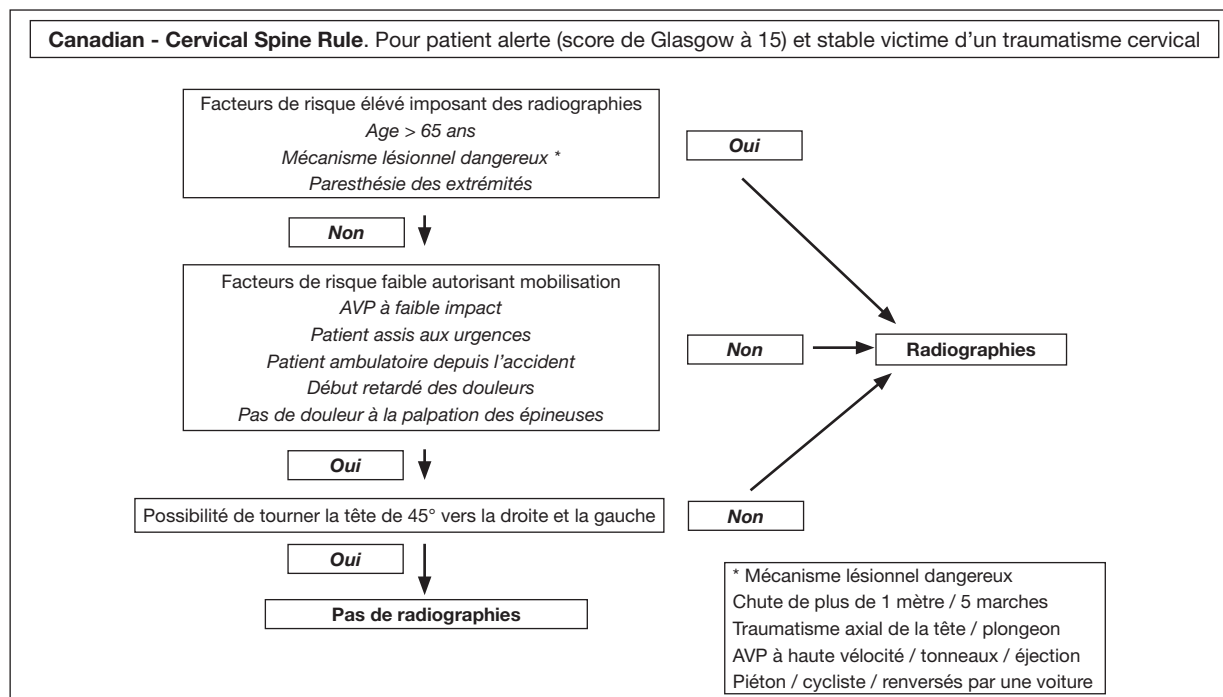 Canadian - Cervical Spine Rule. Pour patient alerte (score de Glasgow à 15) et stable victime d'un traumatisme cervical
Facteurs de risque élévé imposant des radiographies
Age > 65 ans
Mécanisme lésionnel dangereux *
Paresthésie des extrémités
Oui
Non
Facteurs de risque faible autorisant mobilisation
AVP à faible impact
Patient assis aux urgences
Patient ambulatoire depuis l'accident
Début retardé des douleurs
Pas de douleur à la palpation des épineuses
Non
Radiographies
Oui
Possibilité de tourner la tête de 45° vers la droite et la gauche
Non
Oui
Pas de radiographies
* Mécanisme lésionnel dangereux
Chute de plus de 1 mètre / 5 marches
Traumatisme axial de la tête / plongeon
AVP à haute vélocité / tonneaux / éjection
Piéton / cycliste / renversés par une voiture